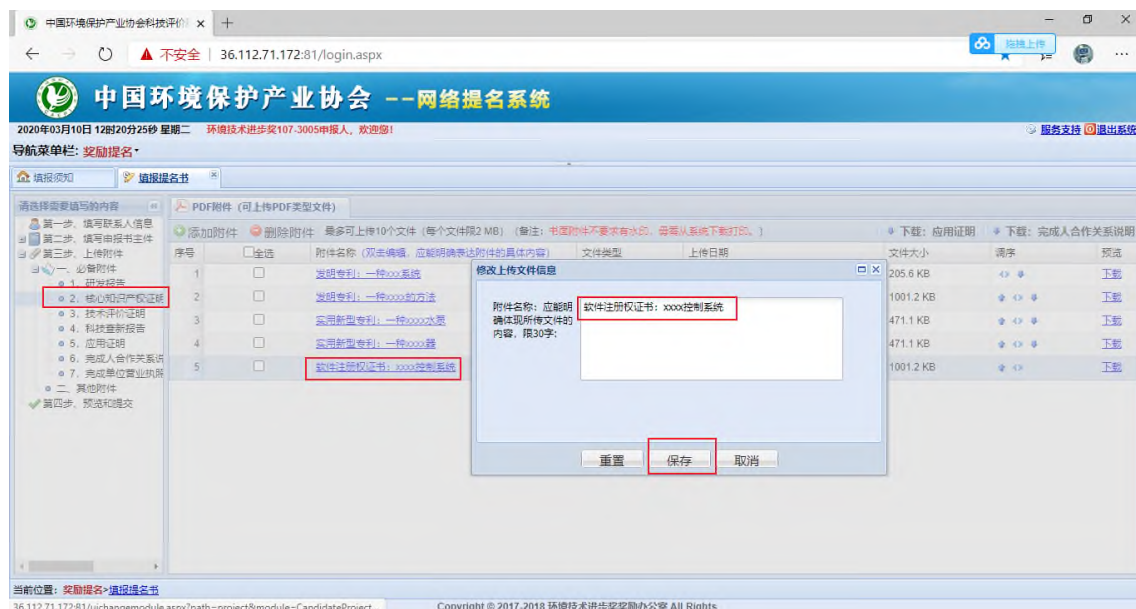 中国环境保护产业协会科技评价
不安全 36.112.71.172:81/login.aspx
拖拽上传
中国环境保护产业协会 --网络提名系统
2020年03月10日 12时20分25秒 星期二 环境技术进步奖107-3005申报人，欢迎您!
服务支持 退出系统
导航菜单栏: 奖励提名
填报须知 填报提名书
请选择需要填写的内容
第一步、填写联系人信息
第二步、填写申报书主件
第三步、上传附件
一、必备附件
1、研发报告
2、核心知识产权证明
3、技术评价证明
4、科技查新报告
5、应用证明
6、完成人合作关系说
7、完成单位营业执照
二、其他附件
第四步、预览和提交
PDF附件 (可上传PDF类型文件)
添加附件 删除附件 最多可上传10个文件 (每个文件限2 MB) (备注: 中国附件不要求有水印，毋需从系统下载打印。)
下载: 应用证明 下载: 完成人合作关系说明
序号 全选 附件名称 (双击编辑，应能明确表达附件的具体内容) 文件类型 上传日期 文件大小 调序 预览
1 发明专利: 一种xxx系统 205.6 KB 下载
2 发明专利: 一种xxxx的方法 1001.2 KB 下载
3 实用新型专利: 一种xxxx水泵 471.1 KB 下载
4 实用新型专利: 一种xxxx器 471.1 KB 下载
5 软件注册权证书: xxxx控制系统 1001.2 KB 下载
修改上传文件信息
附件名称: 应能明确体现所传文件的内容, 限30字:
软件注册权证书: xxxx控制系统
重置 保存 取消
当前位置: 奖励提名>填报提名书
36.112.71.172:81/uichangemodule.aspx?path=project&module=CandidateProject
Copyright © 2017-2018 环境技术进步奖奖励办公室 All Rights